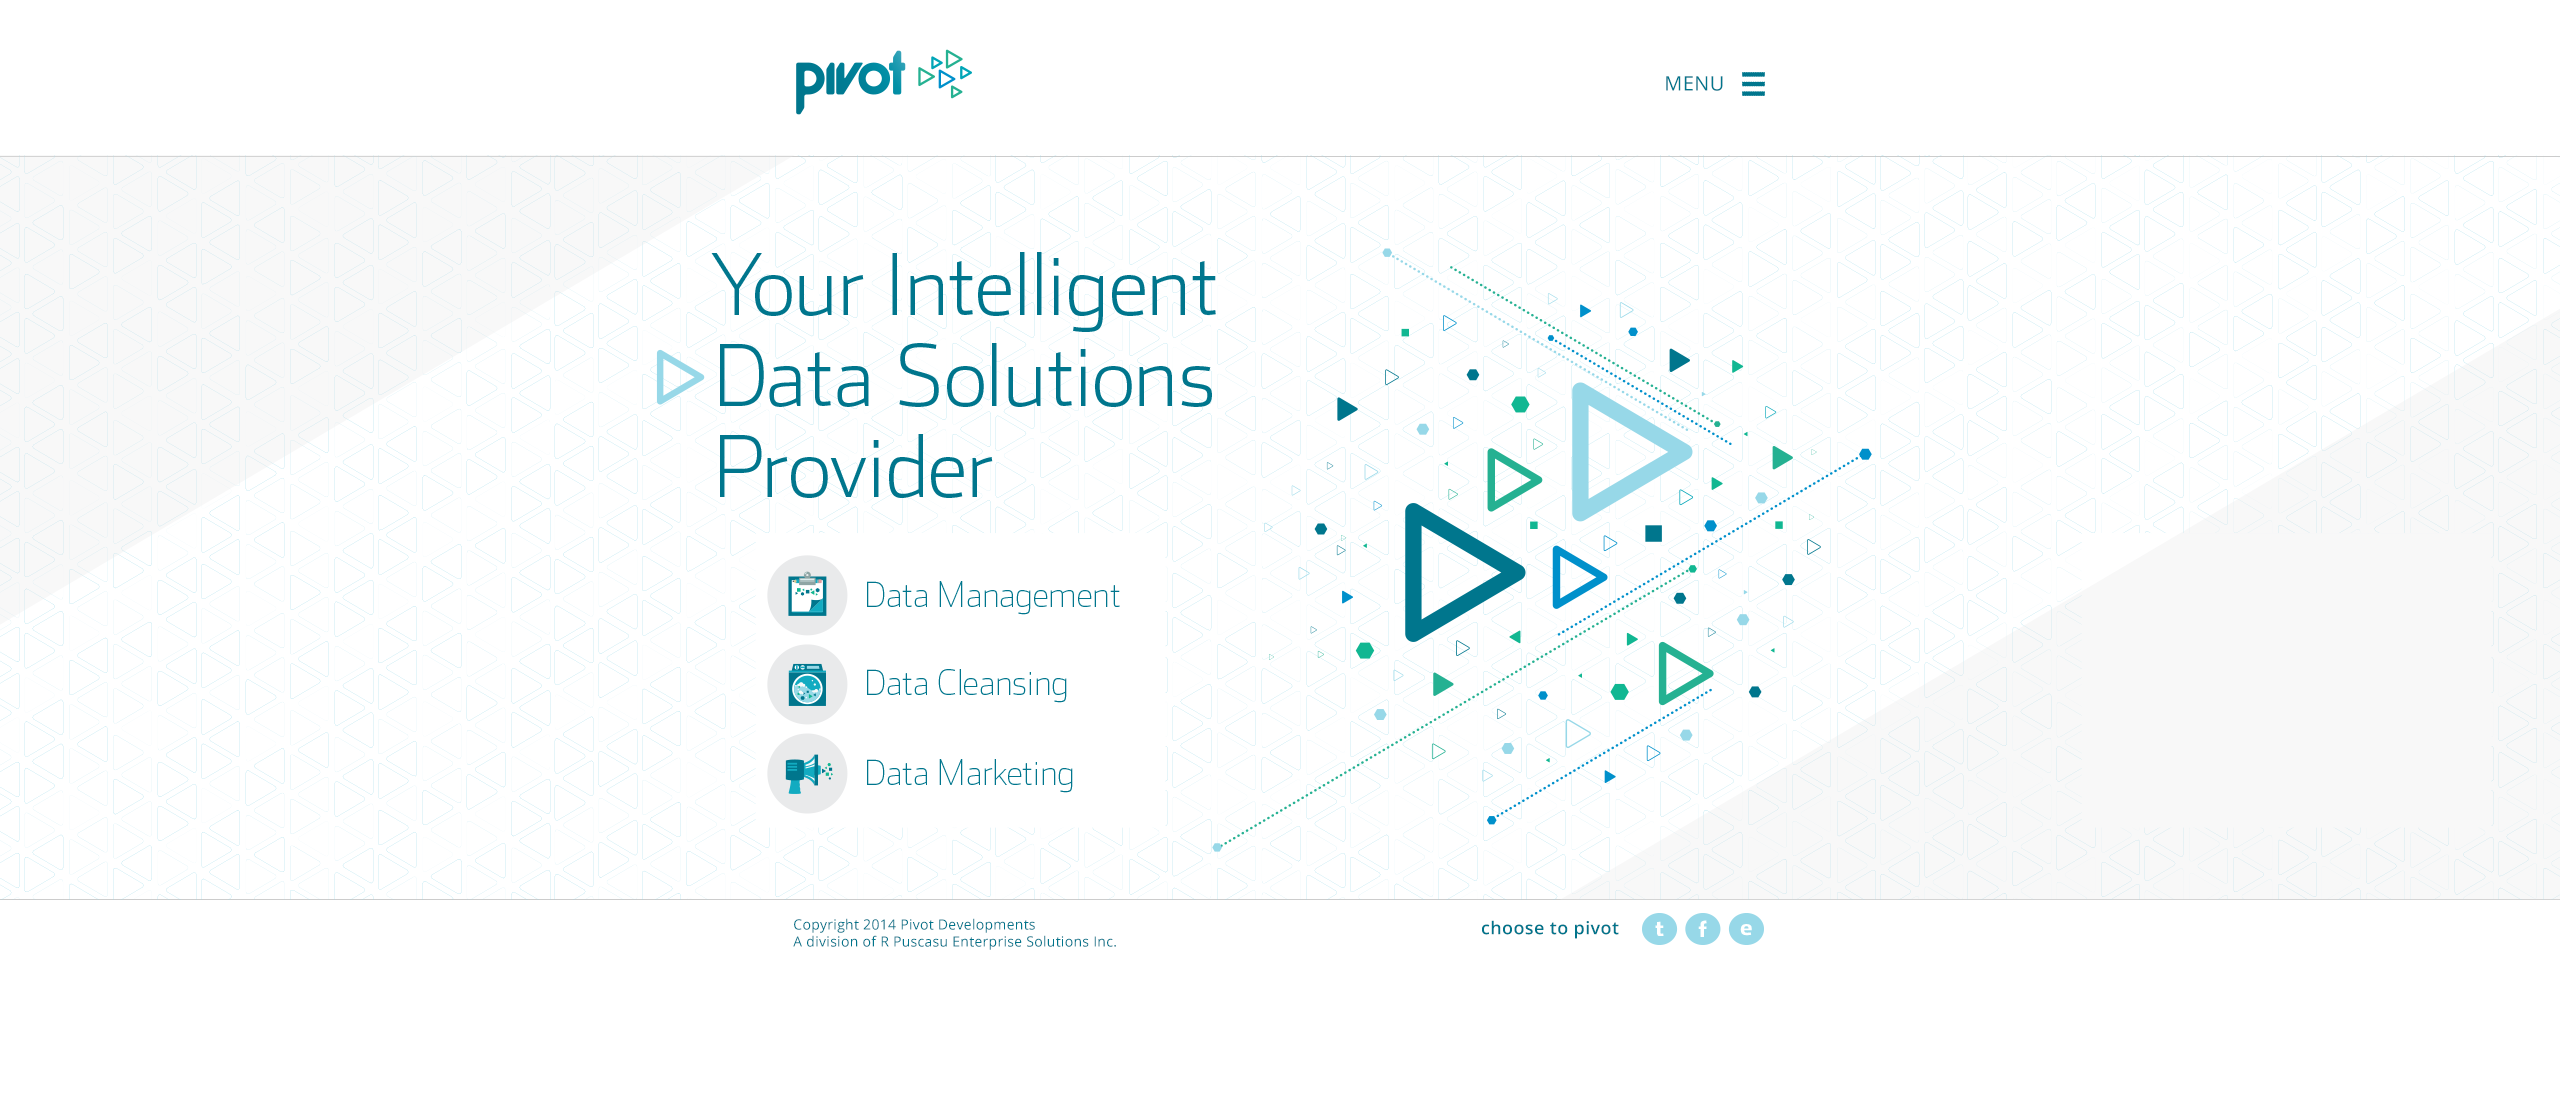 pivot
MENU
Your Intelligent
Data Solutions
Provider
Data Management
Data Cleansing
Data Marketing
Copyright 2014 Pivot Developments
A division of R Puscasu Enterprise Solutions Inc.
choose to pivot
t f e